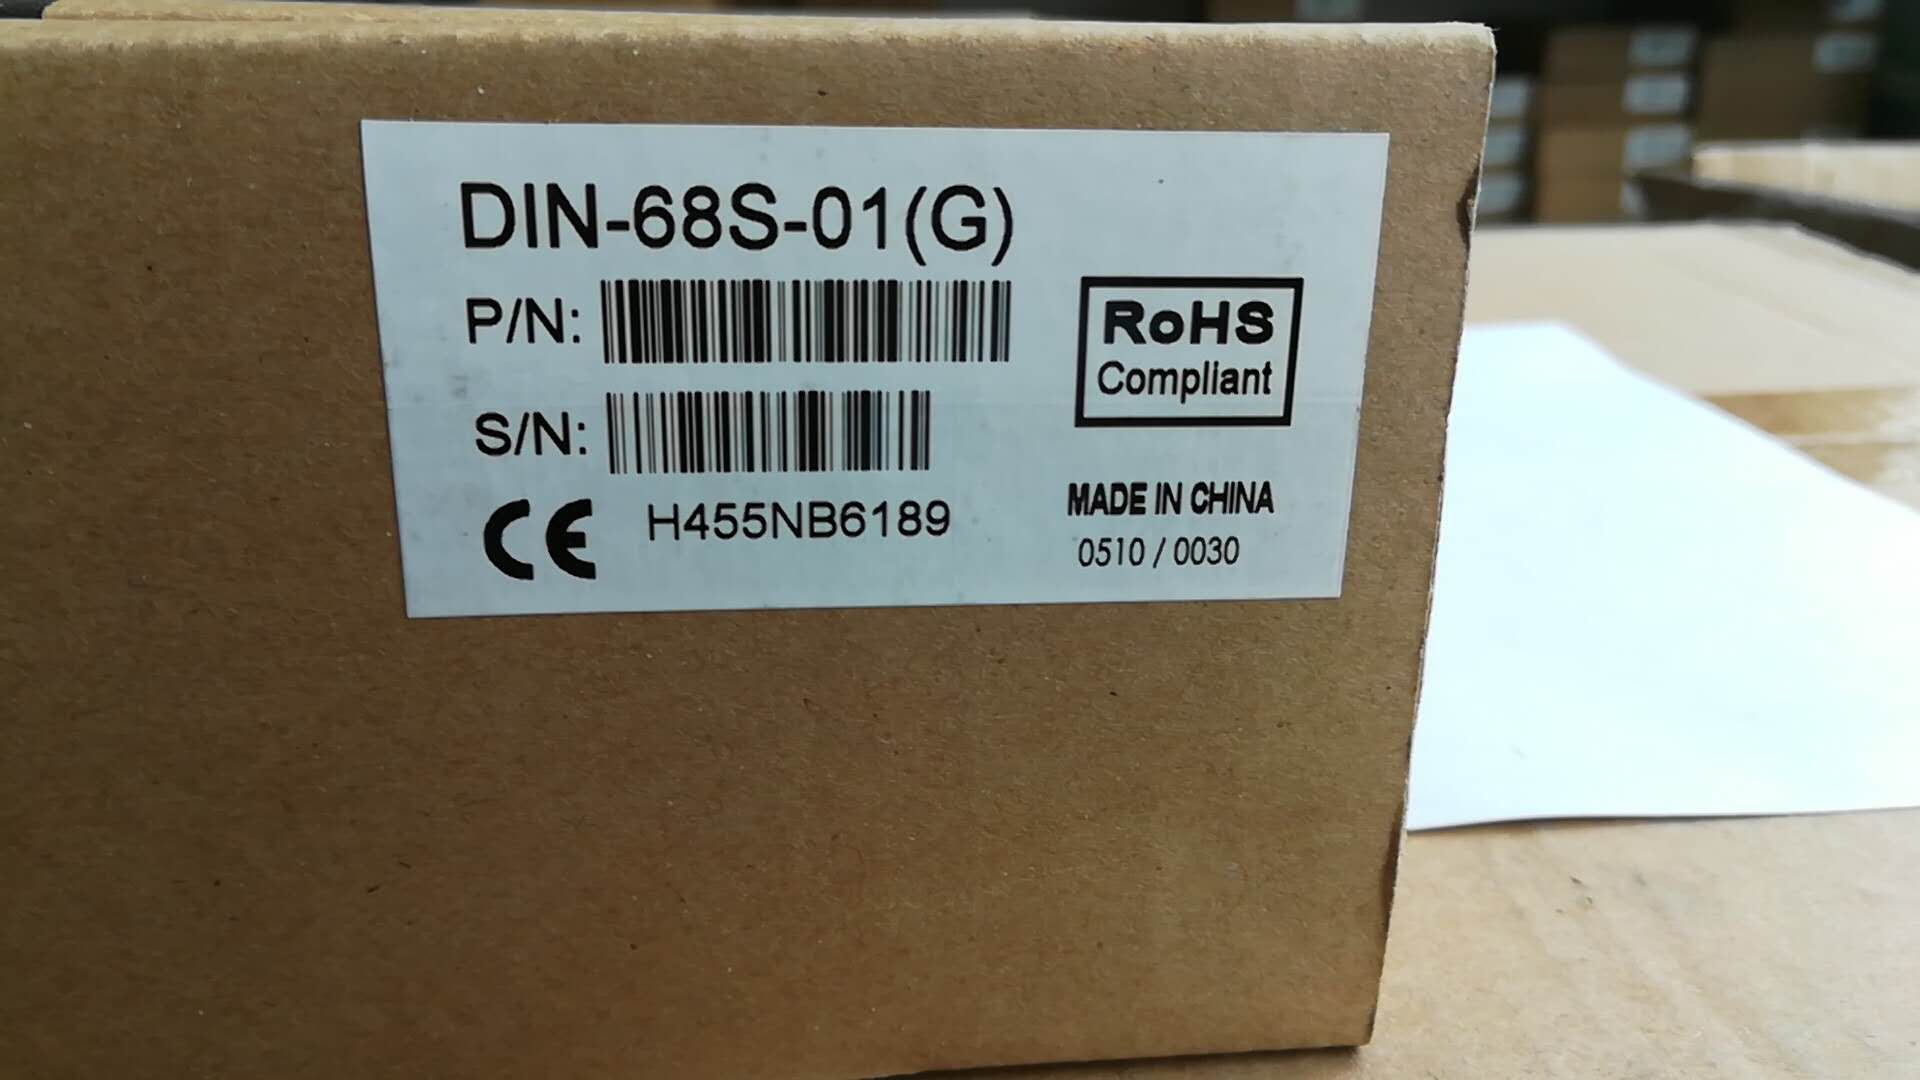 DIN-68S-01(G)
P/N:
S/N:
CE H455NB6189
RoHS
Compliant
MADE IN CHINA
0510 / 0030